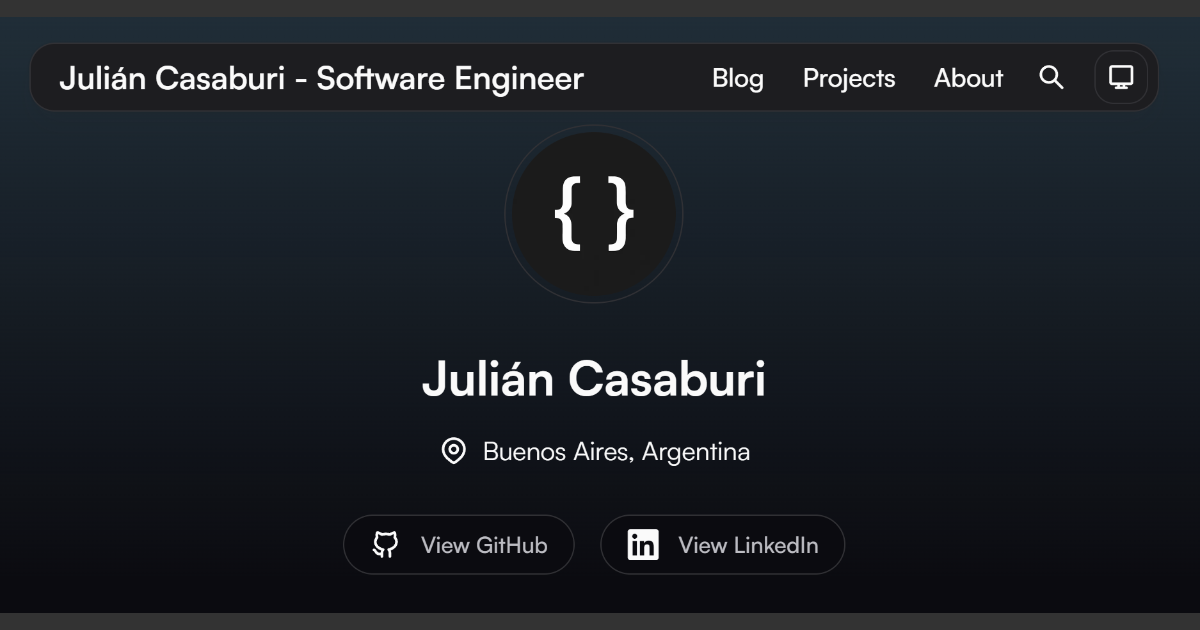 Julián Casaburi - Software Engineer
Blog
Projects
About
{ }
Julián Casaburi
Buenos Aires, Argentina
View GitHub
View LinkedIn